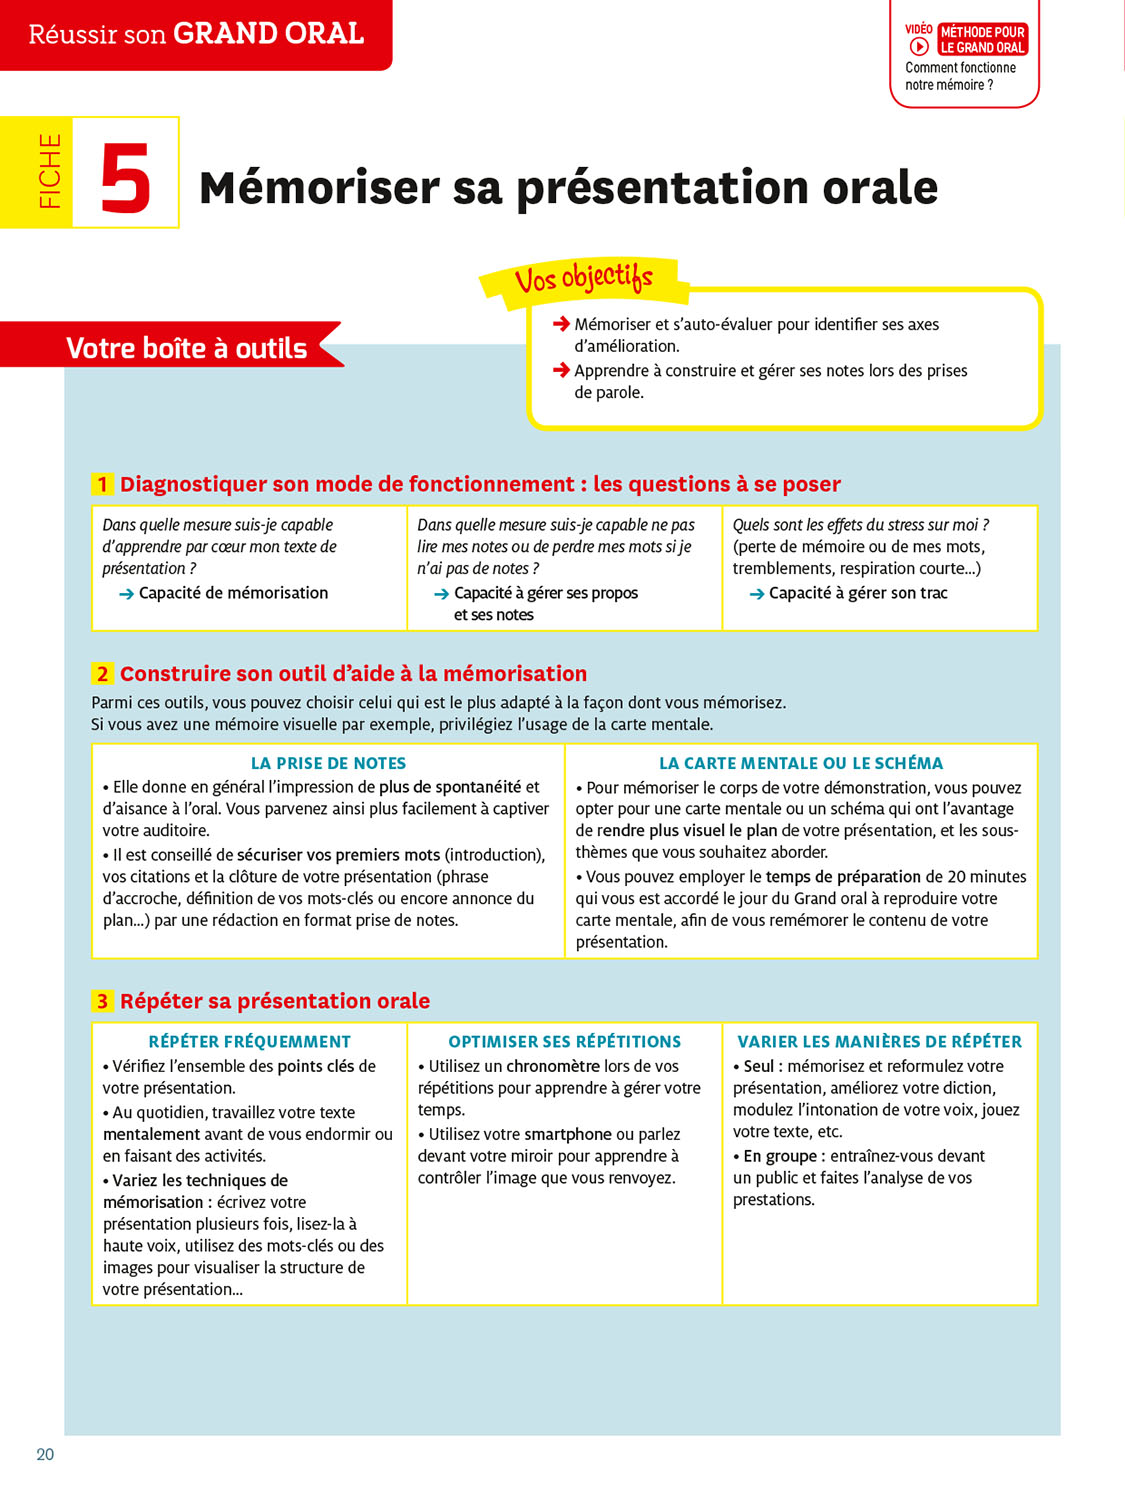 Réussir son GRAND ORAL
VIDÉO
MÉTHODE POUR
LE GRAND ORAL
Comment fonctionne
notre mémoire ?
FICHE
5
Mémoriser sa présentation orale
Vos objectifs
➔ Mémoriser et s’auto-évaluer pour identifier ses axes
d’amélioration.
➔ Apprendre à construire et gérer ses notes lors des prises
de parole.
Votre boîte à outils
1 Diagnostiquer son mode de fonctionnement : les questions à se poser
Dans quelle mesure suis-je capable
d’apprendre par cœur mon texte de
présentation ?
➔ Capacité de mémorisation
Dans quelle mesure suis-je capable ne pas
lire mes notes ou de perdre mes mots si je
n’ai pas de notes ?
➔ Capacité à gérer ses propos
et ses notes
Quels sont les effets du stress sur moi ?
(perte de mémoire ou de mes mots,
tremblements, respiration courte…)
➔ Capacité à gérer son trac
2 Construire son outil d’aide à la mémorisation
Parmi ces outils, vous pouvez choisir celui qui est le plus adapté à la façon dont vous mémorisez.
Si vous avez une mémoire visuelle par exemple, privilégiez l’usage de la carte mentale.
LA PRISE DE NOTES
• Elle donne en général l’impression de plus de spontanéité et
d’aisance à l’oral. Vous parvenez ainsi plus facilement à captiver
votre auditoire.
• Il est conseillé de sécuriser vos premiers mots (introduction),
vos citations et la clôture de votre présentation (phrase
d’accroche, définition de vos mots-clés ou encore annonce du
plan…) par une rédaction en format prise de notes.
LA CARTE MENTALE OU LE SCHÉMA
• Pour mémoriser le corps de votre démonstration, vous pouvez
opter pour une carte mentale ou un schéma qui ont l’avantage
de rendre plus visuel le plan de votre présentation, et les sous-
thèmes que vous souhaitez aborder.
• Vous pouvez employer le temps de préparation de 20 minutes
qui vous est accordé le jour du Grand oral à reproduire votre
carte mentale, afin de vous remémorer le contenu de votre
présentation.
3 Répéter sa présentation orale
RÉPÉTER FRÉQUEMMENT
• Vérifiez l’ensemble des points clés de
votre présentation.
• Au quotidien, travaillez votre texte
mentalement avant de vous endormir ou
en faisant des activités.
• Variez les techniques de
mémorisation : écrivez votre
présentation plusieurs fois, lisez-la à
haute voix, utilisez des mots-clés ou des
images pour visualiser la structure de
votre présentation…
OPTIMISER SES RÉPÉTITIONS
• Utilisez un chronomètre lors de vos
répétitions pour apprendre à gérer votre
temps.
• Utilisez votre smartphone ou parlez
devant votre miroir pour apprendre à
contrôler l’image que vous renvoyez.
VARIER LES MANIÈRES DE RÉPÉTER
• Seul : mémorisez et reformulez votre
présentation, améliorez votre diction,
modulez l’intonation de votre voix, jouez
votre texte, etc.
• En groupe : entraînez-vous devant
un public et faites l’analyse de vos
prestations.
20